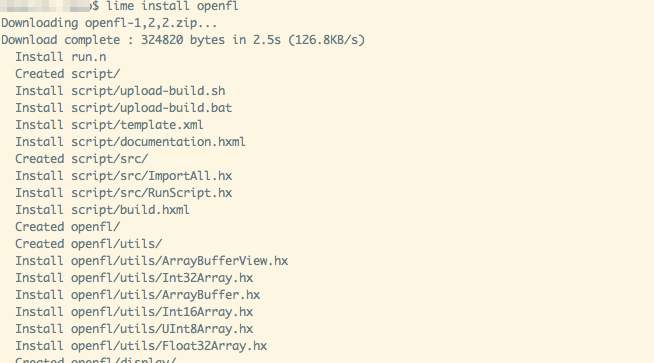 $ lime install openfl
Downloading openfl-1,2,2.zip...
Download complete : 324820 bytes in 2.5s (126.8KB/s)
Install run.n
Created script/
Install script/upload-build.sh
Install script/upload-build.bat
Install script/template.xml
Install script/documentation.hxml
Created script/src/
Install script/src/ImportAll.hx
Install script/src/RunScript.hx
Install script/build.hxml
Created openfl/
Created openfl/utils/
Install openfl/utils/ArrayBufferView.hx
Install openfl/utils/Int32Array.hx
Install openfl/utils/ArrayBuffer.hx
Install openfl/utils/Int16Array.hx
Install openfl/utils/UInt8Array.hx
Install openfl/utils/Float32Array.hx
Created openfl/display/